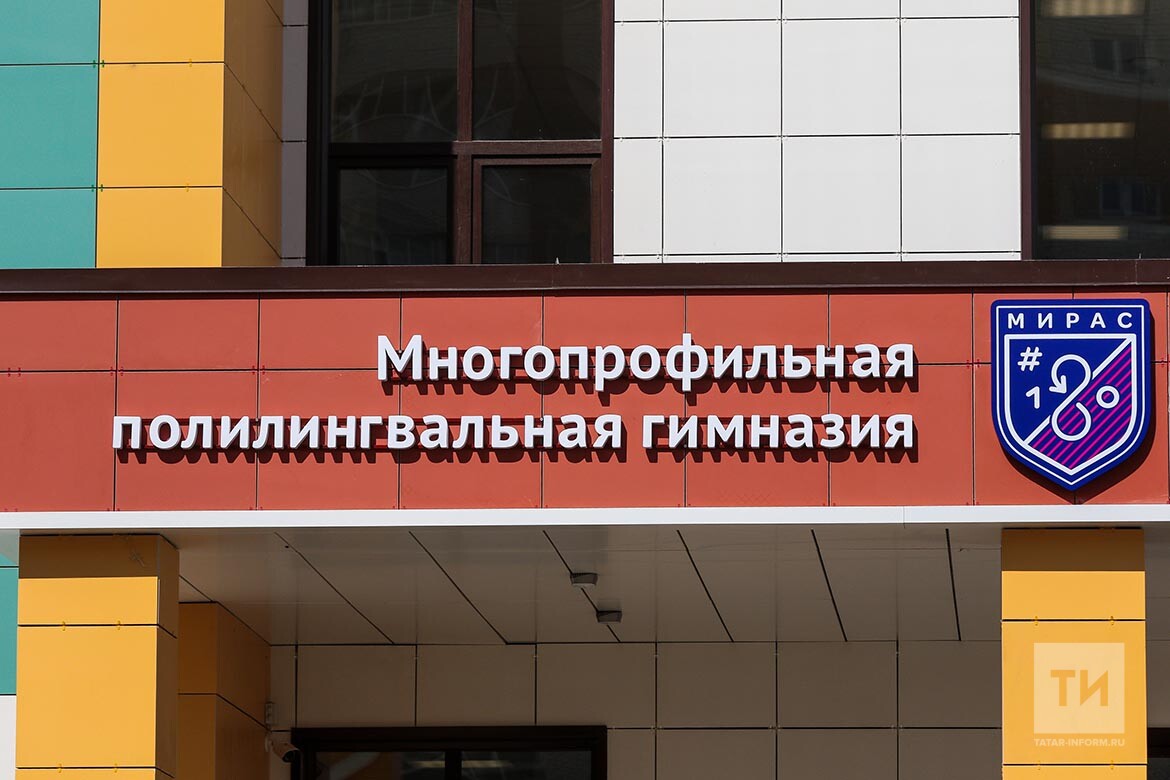 Многопрофильная
полилингвальная гимназия
МИРАС
#
180
ТИ
TATAR-INFORM.RU